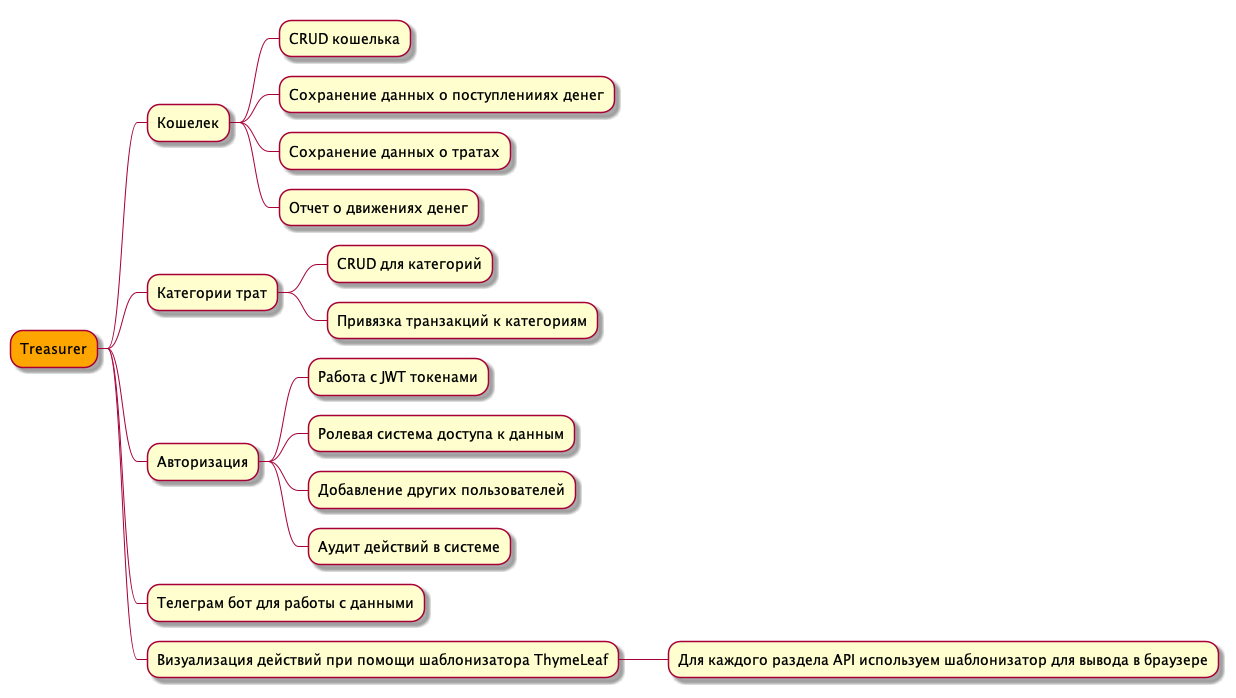 CRUD кошелька
Сохранение данных о поступлениииях денег
Кошелек
Сохранение данных о тратах
Отчет о движениях денег
CRUD для категорий
Категории трат
Привязка транзакций к категориям
Treasurer
Работа с JWT токенами
Ролевая система доступа к данным
Авторизация
Добавление других пользователей
Аудит действий в системе
Телеграм бот для работы с данными
Визуализация действий при помощи шаблонизатора ThymeLeaf
Для каждого раздела API используем шаблонизатор для вывода в браузере